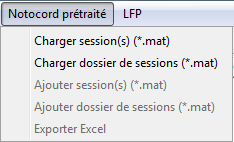 Notocord prétraité LFP
Charger session(s) (*.mat)
Charger dossier de sessions (*.mat)
Ajouter session(s) (*.mat)
Ajouter dossier de sessions (*.mat)
Exporter Excel